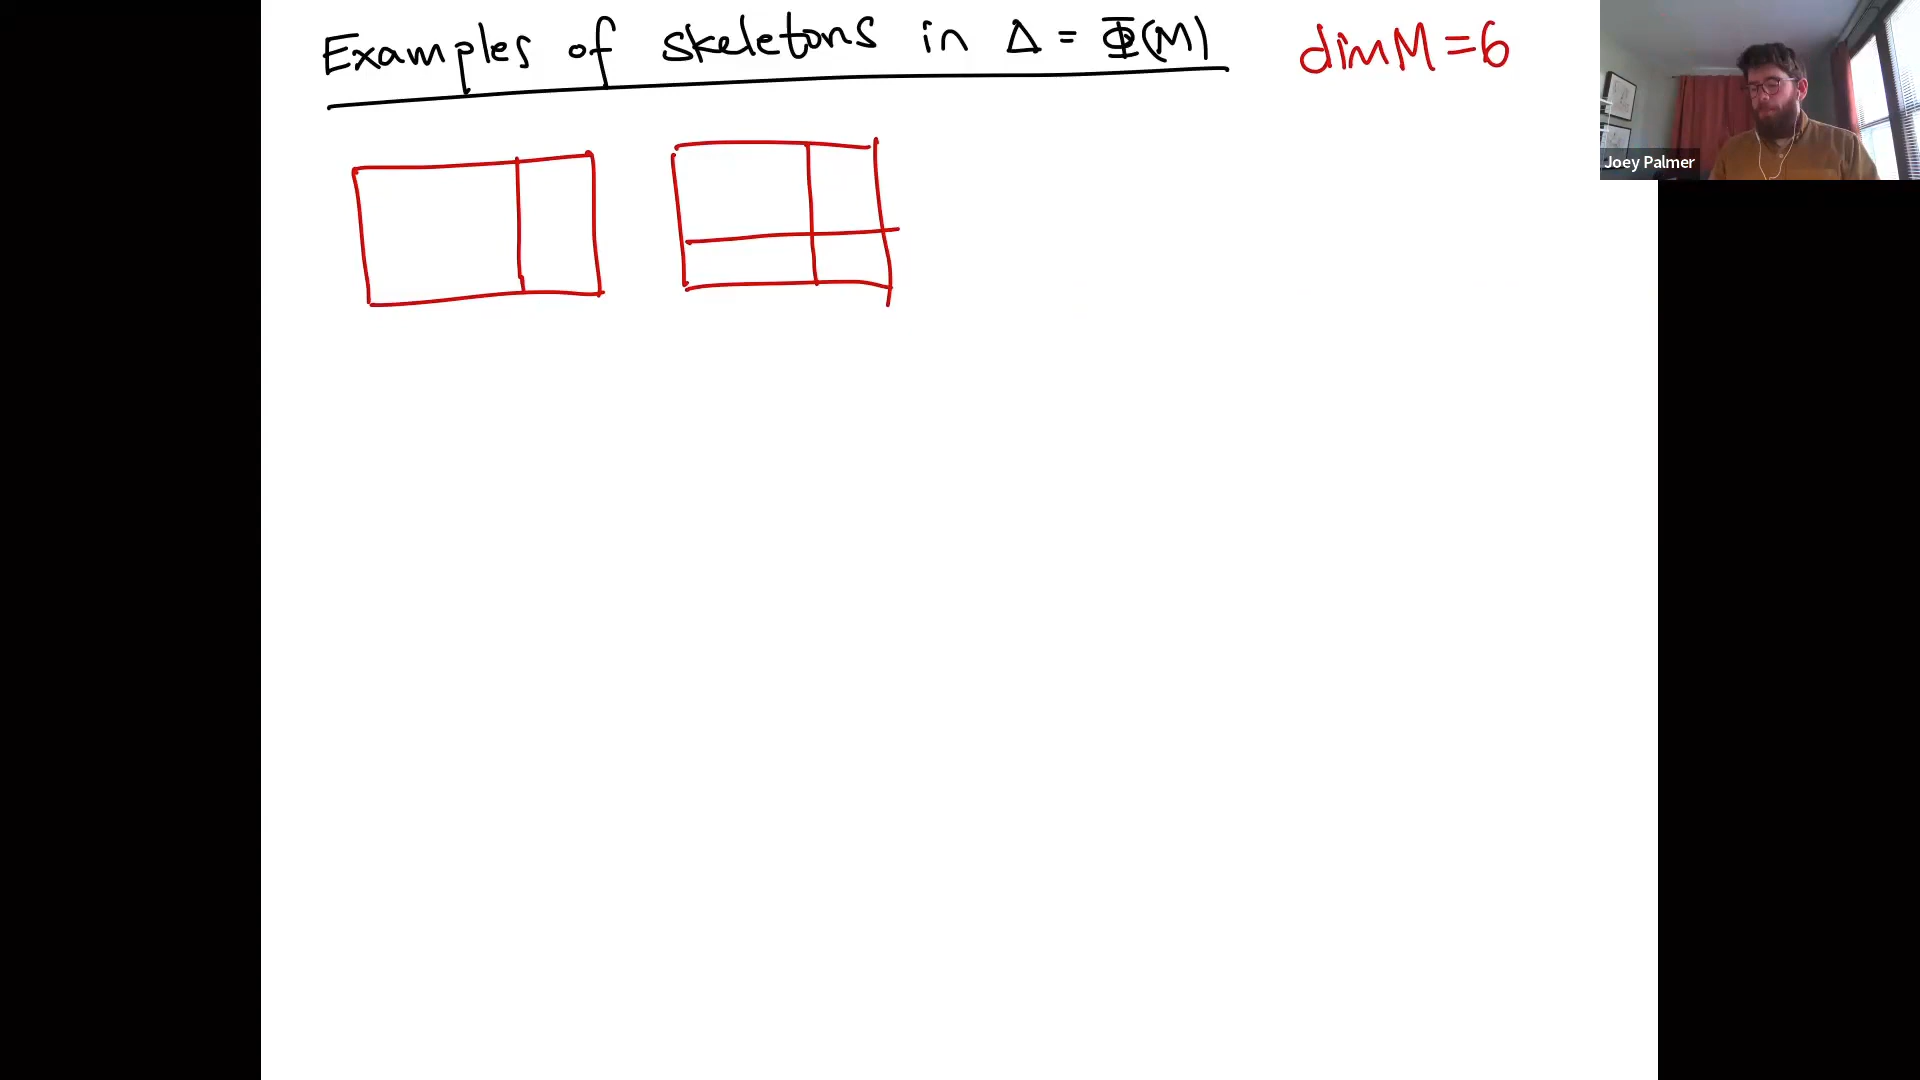 Examples of skeletons in Δ = Φ(M) dim M = 6
Joey Palmer